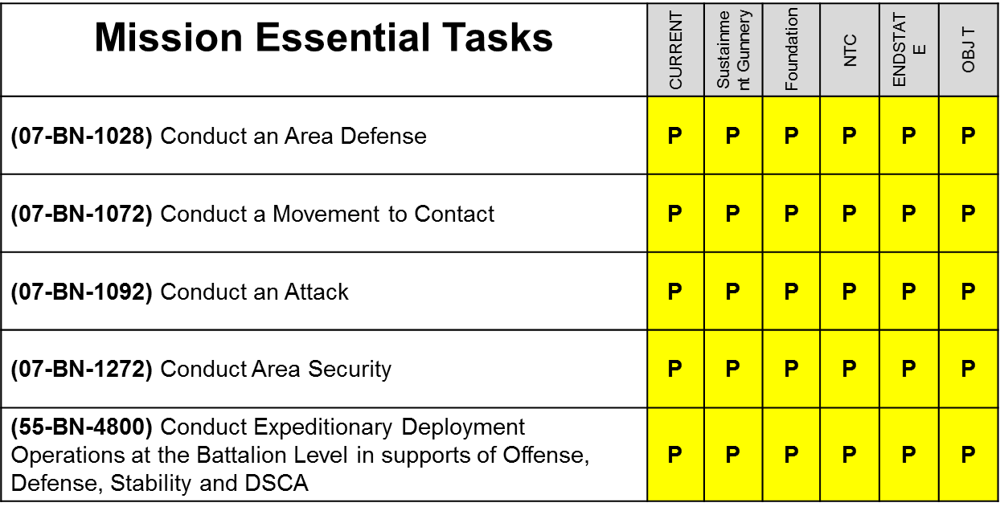 Mission Essential Tasks
CURRENT
Sustainme
nt Gunnery
Foundation
NTC
ENDSTAT
E
OBJ T
(07-BN-1028) Conduct an Area Defense
P P P P P P
(07-BN-1072) Conduct a Movement to Contact
P P P P P P
(07-BN-1092) Conduct an Attack
P P P P P P
(07-BN-1272) Conduct Area Security
P P P P P P
(55-BN-4800) Conduct Expeditionary Deployment
Operations at the Battalion Level in supports of Offense,
Defense, Stability and DSCA
P P P P P P